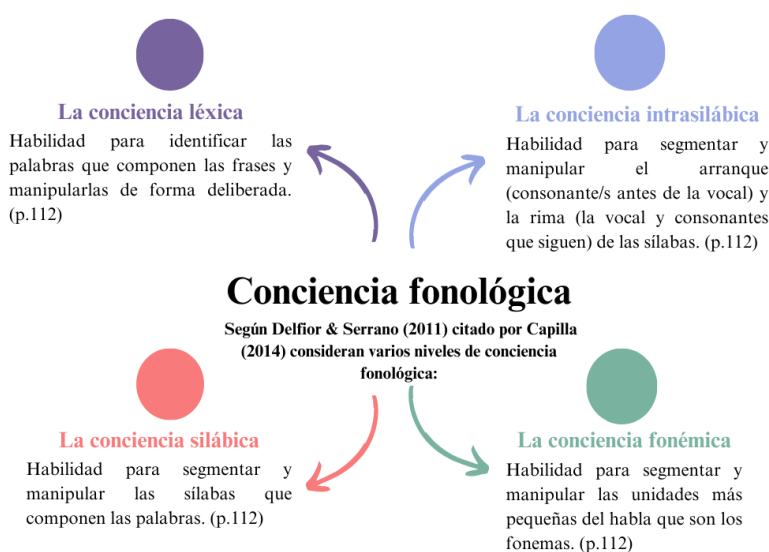 La conciencia léxica
Habilidad para identificar las
palabras que componen las frases y
manipularlas de forma deliberada.
(p.112)
La conciencia intrasilábica
Habilidad para segmentar y
manipular el arranque
(consonante/s antes de la vocal) y
la rima (la vocal y consonantes
que siguen) de las sílabas. (p.112)
Conciencia fonológica
Según Delfior & Serrano (2011) citado por Capilla
(2014) consideran varios niveles de conciencia
fonológica:
La conciencia silábica
Habilidad para segmentar y
manipular las sílabas que
componen las palabras. (p.112)
La conciencia fonémica
Habilidad para segmentar y
manipular las unidades más
pequeñas del habla que son los
fonemas. (p.112)